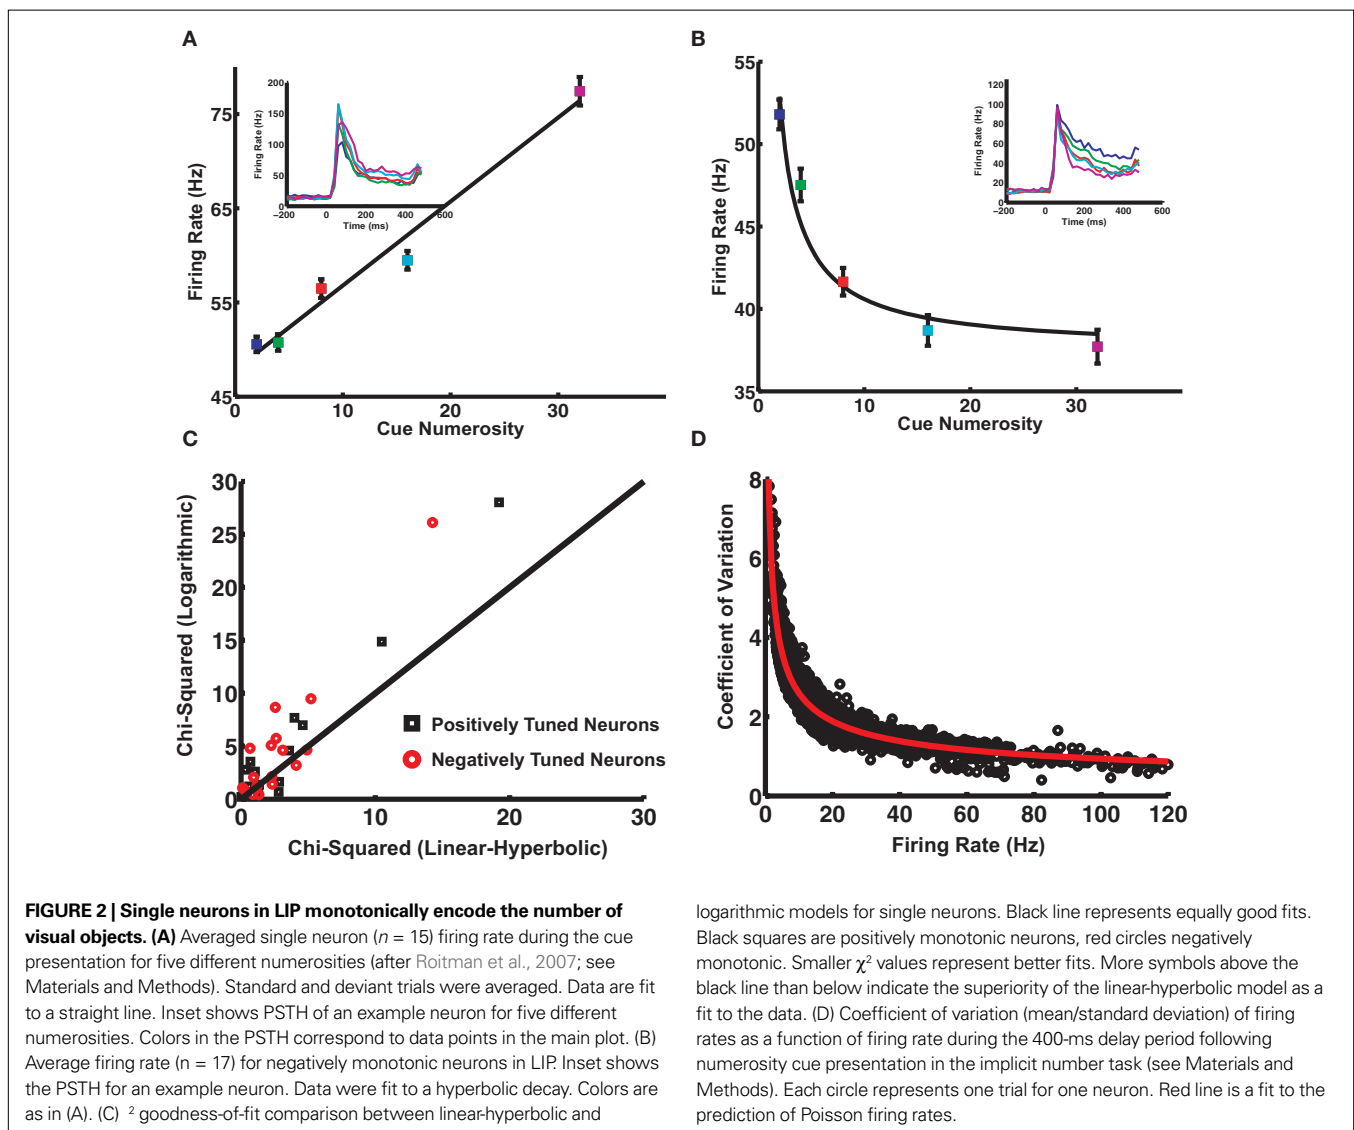 A
200
150
100
50
0
Firing Rate (Hz)
−200
0
200
400
600
Time (ms)
75
65
55
45
Firing Rate (Hz)
0
10
20
30
Cue Numerosity
B
120
100
80
60
40
20
0
Firing Rate (Hz)
−200
0
200
400
600
Time (ms)
55
50
45
40
35
Firing Rate (Hz)
0
10
20
30
Cue Numerosity
C
30
25
20
15
10
5
0
Chi-Squared (Logarithmic)
Positively Tuned Neurons
Negatively Tuned Neurons
0
10
20
30
Chi-Squared (Linear-Hyperbolic)
D
8
6
4
2
0
Coefficient of Variation
0
20
40
60
80
100
120
Firing Rate (Hz)
FIGURE 2 | Single neurons in LIP monotonically encode the number of
visual objects. (A) Averaged single neuron (n = 15) firing rate during the cue
presentation for five different numerosities (after Roitman et al., 2007; see
Materials and Methods). Standard and deviant trials were averaged. Data are fit
to a straight line. Inset shows PSTH of an example neuron for five different
numerosities. Colors in the PSTH correspond to data points in the main plot. (B)
Average firing rate (n = 17) for negatively monotonic neurons in LIP. Inset shows
the PSTH for an example neuron. Data were fit to a hyperbolic decay. Colors are
as in (A). (C) ² goodness-of-fit comparison between linear-hyperbolic and
logarithmic models for single neurons. Black line represents equally good fits.
Black squares are positively monotonic neurons, red circles negatively
monotonic. Smaller χ² values represent better fits. More symbols above the
black line than below indicate the superiority of the linear-hyperbolic model as a
fit to the data. (D) Coefficient of variation (mean/standard deviation) of firing
rates as a function of firing rate during the 400-ms delay period following
numerosity cue presentation in the implicit number task (see Materials and
Methods). Each circle represents one trial for one neuron. Red line is a fit to the
prediction of Poisson firing rates.